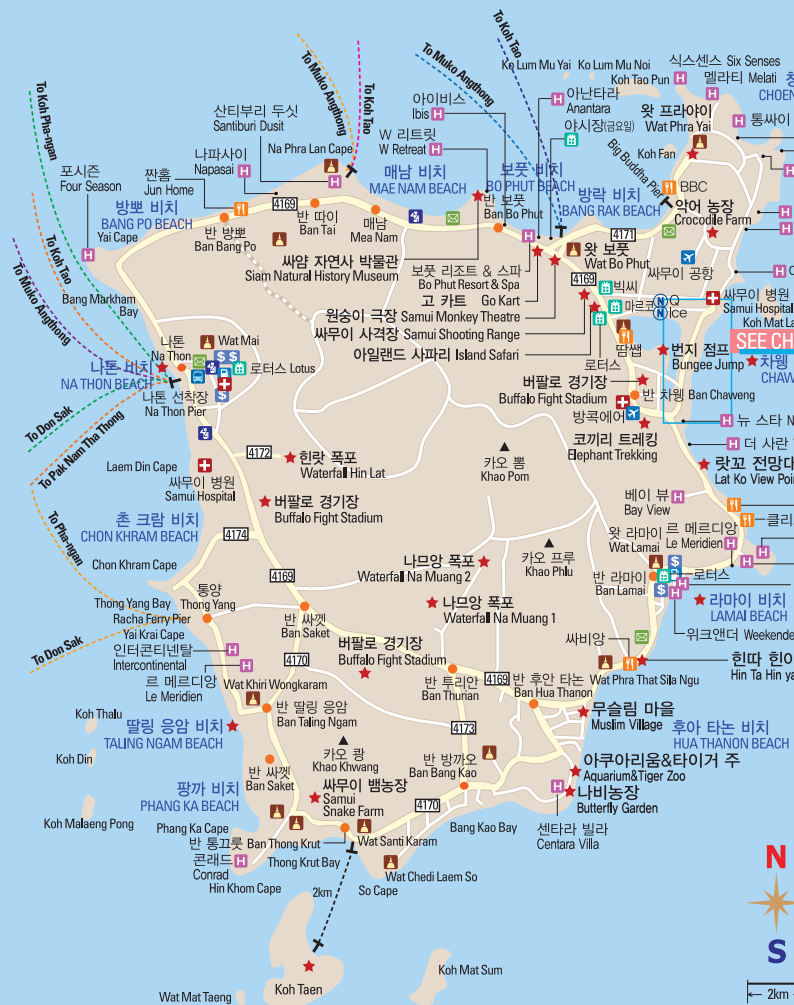 To Koh Pha-ngan
To Muko Angthong
To Koh Tao
To Muko Angthong
To Koh Tao
Ko Lum Mu Yai
Ko Lum Mu Noi
Koh Tao Pun
식스센스 Six Senses
멜라티 Melati
CHOEN
통싸이
아이비스
Ibis
아난타라
Anantara
야시장(금요일)
왓 프라야이
Wat Phra Yai
Koh Fan
Big Buddha Pier
BBC
산티부리 두싯
Santiburi Dusit
Na Phra Lan Cape
W 리트릿
W Retreat
매남 비치
MAE NAM BEACH
보풋 비치
BO PHUT BEACH
방락 비치
BANG RAK BEACH
악어 농장
Crocodile Farm
나파사이
Napasai
포시즌
Four Season
짠홈
Jun Home
방뽀 비치
BANG PO BEACH
Yai Cape
반 방뽀
Ban Bang Po
4169
반 따이
Ban Tai
매남
Mea Nam
반 보풋
Ban Bo Phut
4171
싸얌 자연사 박물관
Siam Natural History Museum
보풋 리조트 & 스파
Bo Phut Resort & Spa
왓 보풋
Wat Bo Phut
싸무이 공항
4169
빅씨
고 카트 Go Kart
원숭이 극장 Samui Monkey Theatre
싸무이 사격장 Samui Shooting Range
아일랜드 사파리 Island Safari
마르코
N Q
N Ice
싸무이 병원
Samui Hospital
Koh Mat La
SEE CH
로터스
땀쌥
번지 점프
Bungee Jump
차웽
CHAW
버팔로 경기장
Buffalo Fight Stadium
반 차웽 Ban Chaweng
방콕에어
코끼리 트레킹
Elephant Trekking
뉴 스타 N
더 사란
랏꼬 전망대
Lat Ko View Poin
To Koh Tao
To Muko Angthong
Bang Markham
Bay
나톤
Na Thon
Wat Mai
나톤 비치
NA THON BEACH
로터스 Lotus
나톤 선착장
Na Thon Pier
To Don Sak
To Pak Nam Tha Thong
4172
힌랏 폭포
Waterfall Hin Lat
Laem Din Cape
싸무이 병원
Samui Hospital
버팔로 경기장
Buffalo Fight Stadium
카오 뽐
Khao Pom
베이 뷰
Bay View
클리
To Pha-ngan
촌 크람 비치
CHON KHRAM BEACH
4174
Chon Khram Cape
4169
나므앙 폭포
Waterfall Na Muang 2
카오 프루
Khao Phlu
왓 라마이
Wat Lamai
르 메르디앙
Le Meridien
반 라마이
Ban Lamai
로터스
나므앙 폭포
Waterfall Na Muang 1
라마이 비치
LAMAI BEACH
위크앤더 Weekende
통양
Thong Yang
Thong Yang Bay
Racha Ferry Pier
Yai Krai Cape
To Don Sak
반 싸껫
Ban Saket
인터콘티넨탈
Intercontinental
르 메르디앙
Le Meridien
4170
버팔로 경기장
Buffalo Fight Stadium
싸비앙
힌따 힌야
Hin Ta Hin ya
Wat Phra That Sila Ngu
반 투리안
Ban Thurian
4169
반 후안 타논
Ban Hua Thanon
Wat Khiri Wongkaram
반 딸링 응암
Ban Taling Ngam
딸링 응암 비치
TALING NGAM BEACH
Koh Thalu
Koh Din
Koh Malaeng Pong
4173
무슬림 마을
Muslim Village
후아 타논 비치
HUA THANON BEACH
카오 쾅
Khao Khwang
반 방까오
Ban Bang Kao
아쿠아리움&타이거 주
Aquarium&Tiger Zoo
나비농장
Butterfly Garden
반 싸껫
Ban Saket
싸무이 뱀농장
Samui
Snake Farm
4170
팡까 비치
PHANG KA BEACH
Phang Ka Cape
반 통끄룻 Ban Thong Krut
Wat Santi Karam
Bang Kao Bay
센타라 빌라
Centara Villa
콘래드
Conrad
Thong Krut Bay
Hin Khom Cape
Wat Chedi Laem So
So Cape
2km
Koh Taen
Koh Mat Sum
Wat Mat Taeng
N
S
2km